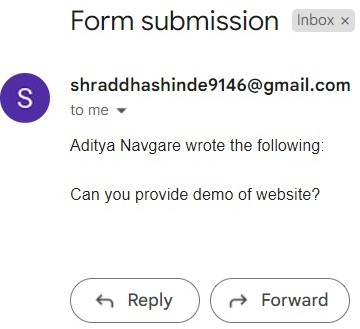 Form submission Inbox ×
S
shraddhashinde9146@gmail.com
to me
Aditya Navgare wrote the following:
Can you provide demo of website?
Reply Forward